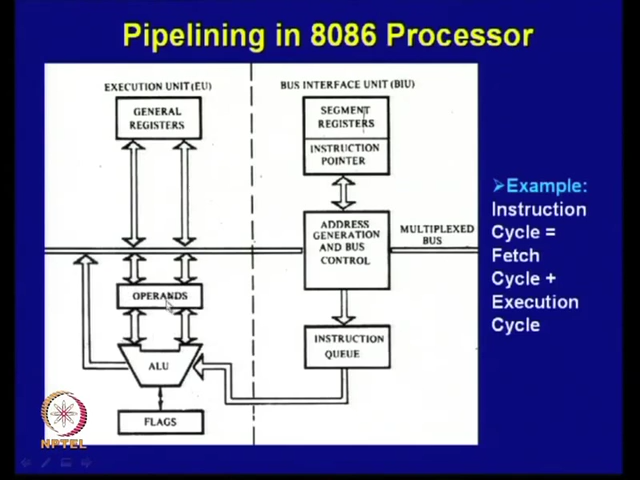 Pipelining in 8086 Processor
EXECUTION UNIT (EU)
GENERAL
REGISTERS
OPERANDS
ALU
FLAGS
BUS INTERFACE UNIT (BIU)
SEGMENT
REGISTERS
INSTRUCTION
POINTER
ADDRESS
GENERATION
AND BUS
CONTROL
MULTIPLEXED
BUS
INSTRUCTION
QUEUE
➢Example:
Instruction
Cycle =
Fetch
Cycle +
Execution
Cycle
NPTEL